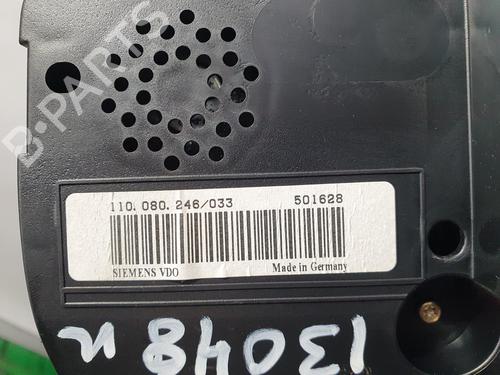 B-PARTS
110.080.246/033 501628
SIEMENS VDO Made in Germany
13048 n